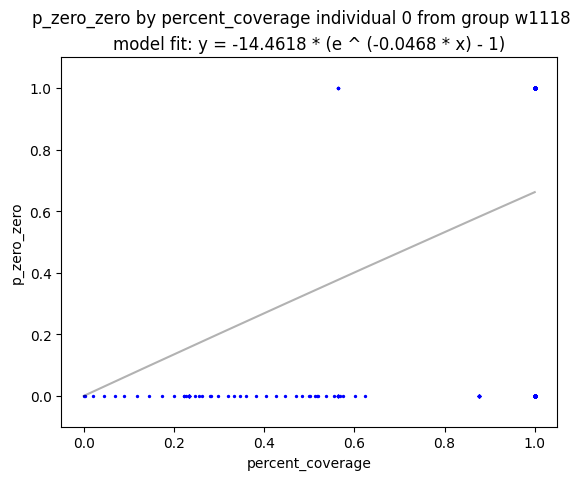 p_zero_zero by percent_coverage individual 0 from group w1118
model fit: y = -14.4618 * (e ^ (-0.0468 * x) - 1)
1.0
0.8
0.6
0.4
0.2
0.0
p_zero_zero
0.0 0.2 0.4 0.6 0.8 1.0
percent_coverage